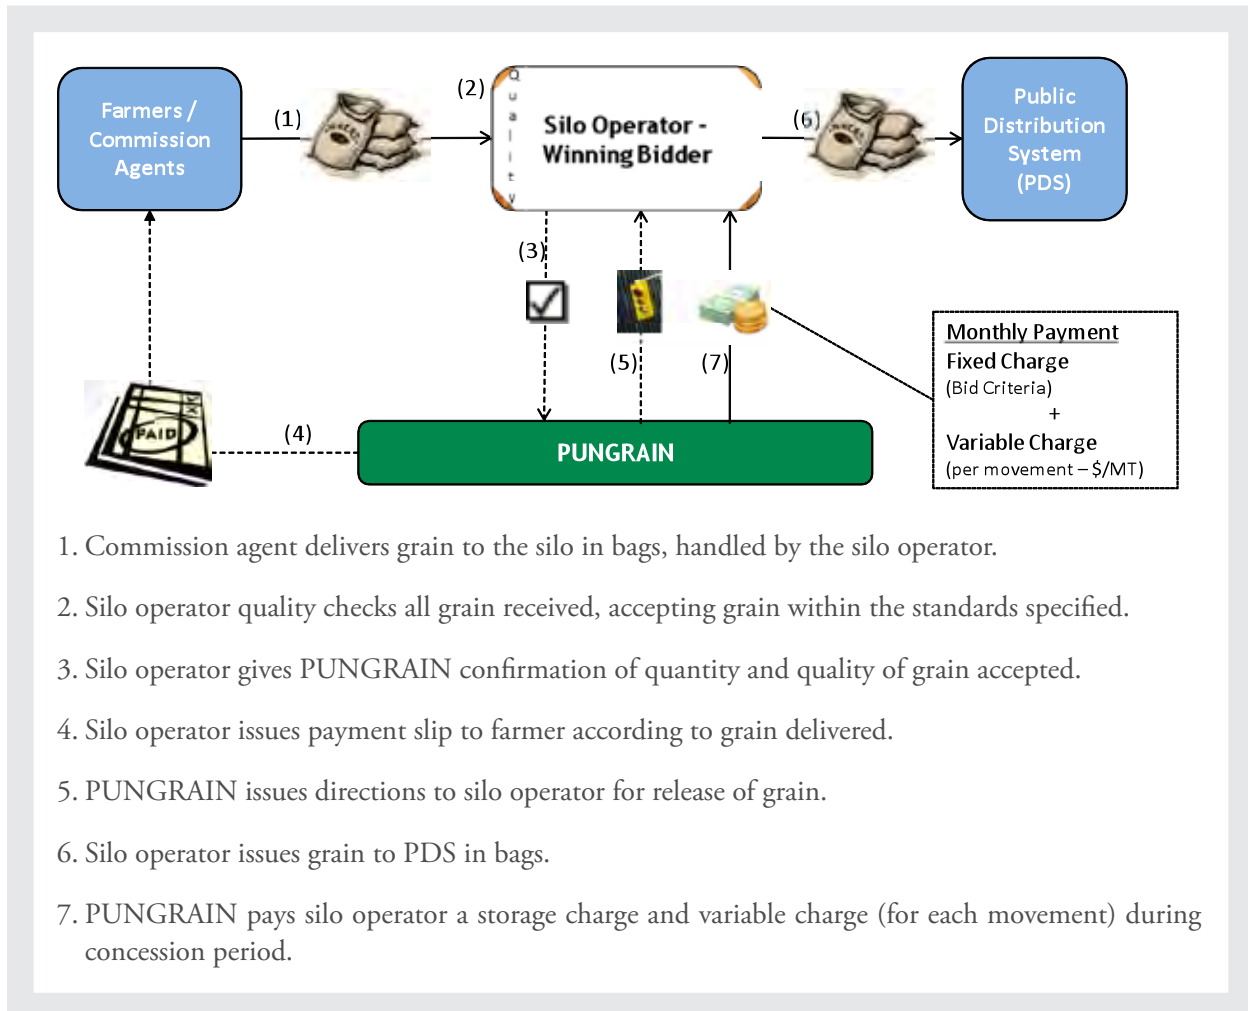 Farmers /
Commission
Agents
(1)
(2)
Quality
Silo Operator -
Winning Bidder
(6)
Public
Distribution
System
(PDS)
(3)
(5)
(7)
Monthly Payment
Fixed Charge
(Bid Criteria)
+
Variable Charge
(per movement – $/MT)
PAID
(4)
PUNGRAIN
1. Commission agent delivers grain to the silo in bags, handled by the silo operator.
2. Silo operator quality checks all grain received, accepting grain within the standards specified.
3. Silo operator gives PUNGRAIN confirmation of quantity and quality of grain accepted.
4. Silo operator issues payment slip to farmer according to grain delivered.
5. PUNGRAIN issues directions to silo operator for release of grain.
6. Silo operator issues grain to PDS in bags.
7. PUNGRAIN pays silo operator a storage charge and variable charge (for each movement) during
concession period.